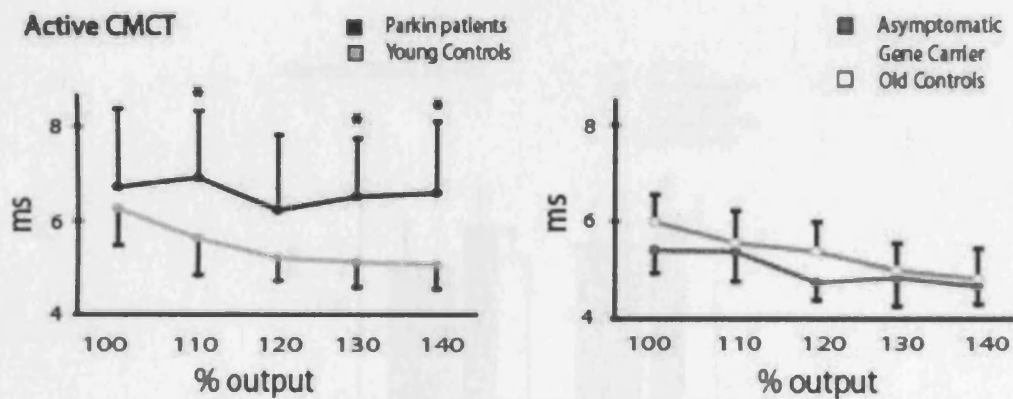 Active CMCT
Parkin patients
Young Controls
*
*
*
8
6
4
ms
100 110 120 130 140
% output
Asymptomatic
Gene Carrier
Old Controls
8
6
4
ms
100 110 120 130 140
% output